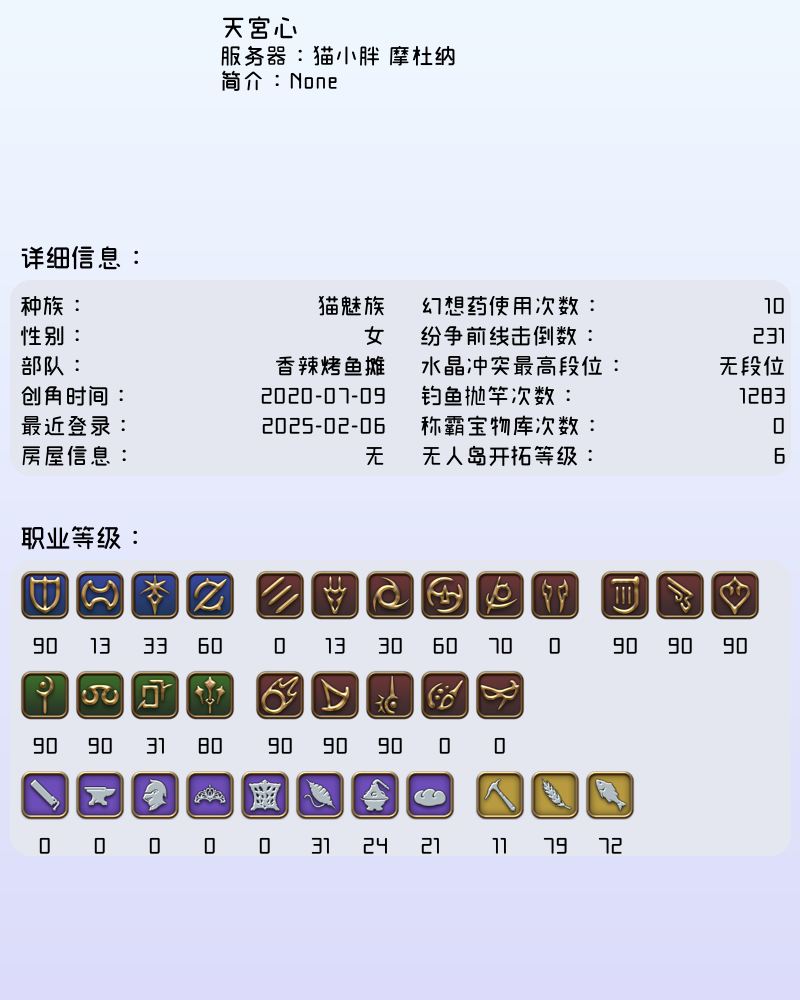 天宮心
服务器：猫小胖 摩杜纳
简介：None
详细信息：
种族： 猫魅族 幻想药使用次数： 10
性别： 女 纷争前线击倒数： 231
部队： 香辣烤鱼摊 水晶冲突最高段位： 无段位
创角时间： 2020-07-09 钓鱼抛竿次数： 1283
最近登录： 2025-02-06 称霸宝物库次数： 0
房屋信息： 无 无人岛开拓等级： 6
职业等级：
90 13 33 60 0 13 30 60 70 0 90 90 90
90 90 31 80 90 90 90 0 0
0 0 0 0 0 31 24 21 11 79 72